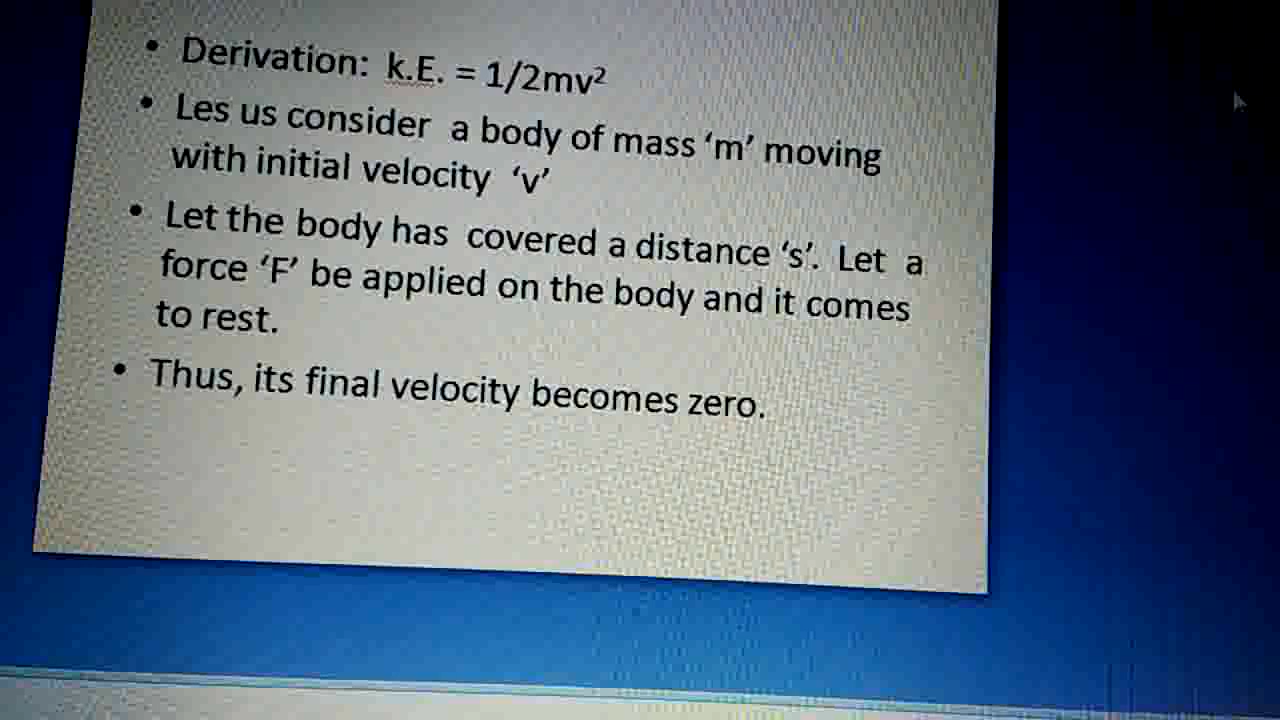 • Derivation: k.E. = 1/2mv²
• Les us consider a body of mass ‘m’ moving
with initial velocity ‘v’
• Let the body has covered a distance ‘s’. Let a
force ‘F’ be applied on the body and it comes
to rest.
• Thus, its final velocity becomes zero.